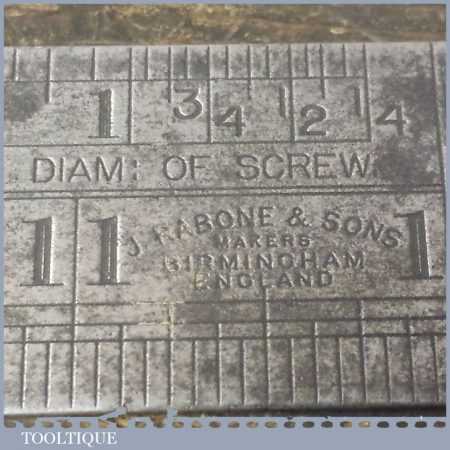 1 3 4 1 2 1 4
DIAM: OF SCREW
1 1 1
J. RABONE & SONS
MAKERS
BIRMINGHAM
ENGLAND
TOOLTIQUE